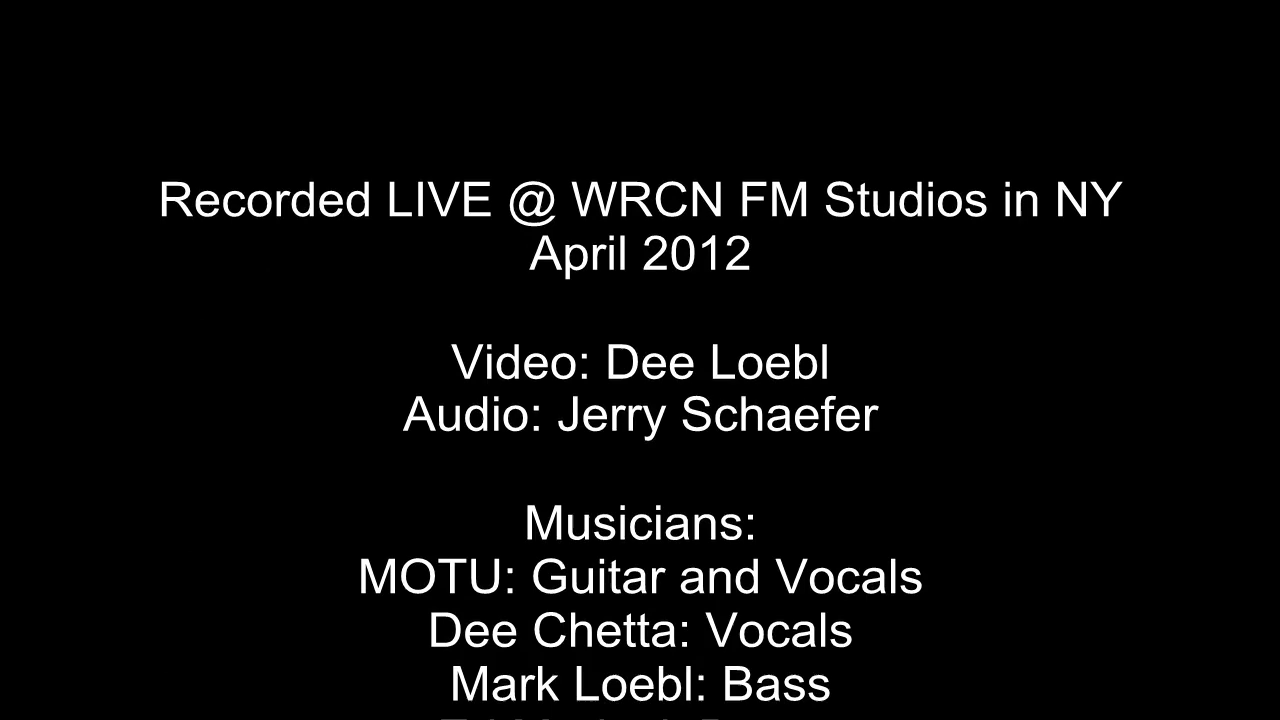 Recorded LIVE @ WRCN FM Studios in NY
April 2012
Video: Dee Loebl
Audio: Jerry Schaefer
Musicians:
MOTU: Guitar and Vocals
Dee Chetta: Vocals
Mark Loebl: Bass